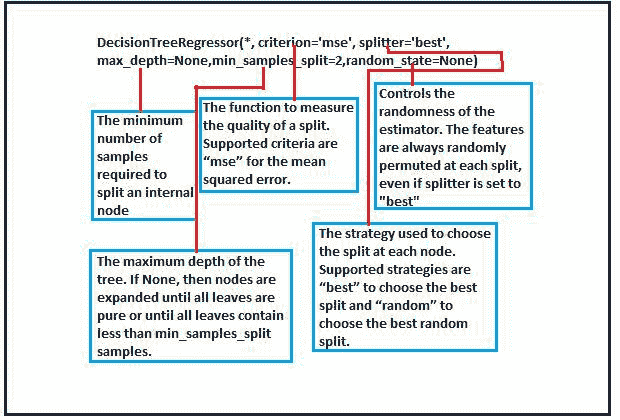 DecisionTreeRegressor(*, criterion='mse', splitter='best',
max_depth=None,min_samples_split=2,random_state=None)
The minimum
number of
samples
required to
split an internal
node
The function to measure
the quality of a split.
Supported criteria are
“mse” for the mean
squared error.
Controls the
randomness of the
estimator. The features
are always randomly
permuted at each split,
even if splitter is set to
"best"
The maximum depth of the
tree. If None, then nodes are
expanded until all leaves are
pure or until all leaves contain
less than min_samples_split
samples.
The strategy used to choose
the split at each node.
Supported strategies are
“best” to choose the best
split and “random” to
choose the best random
split.